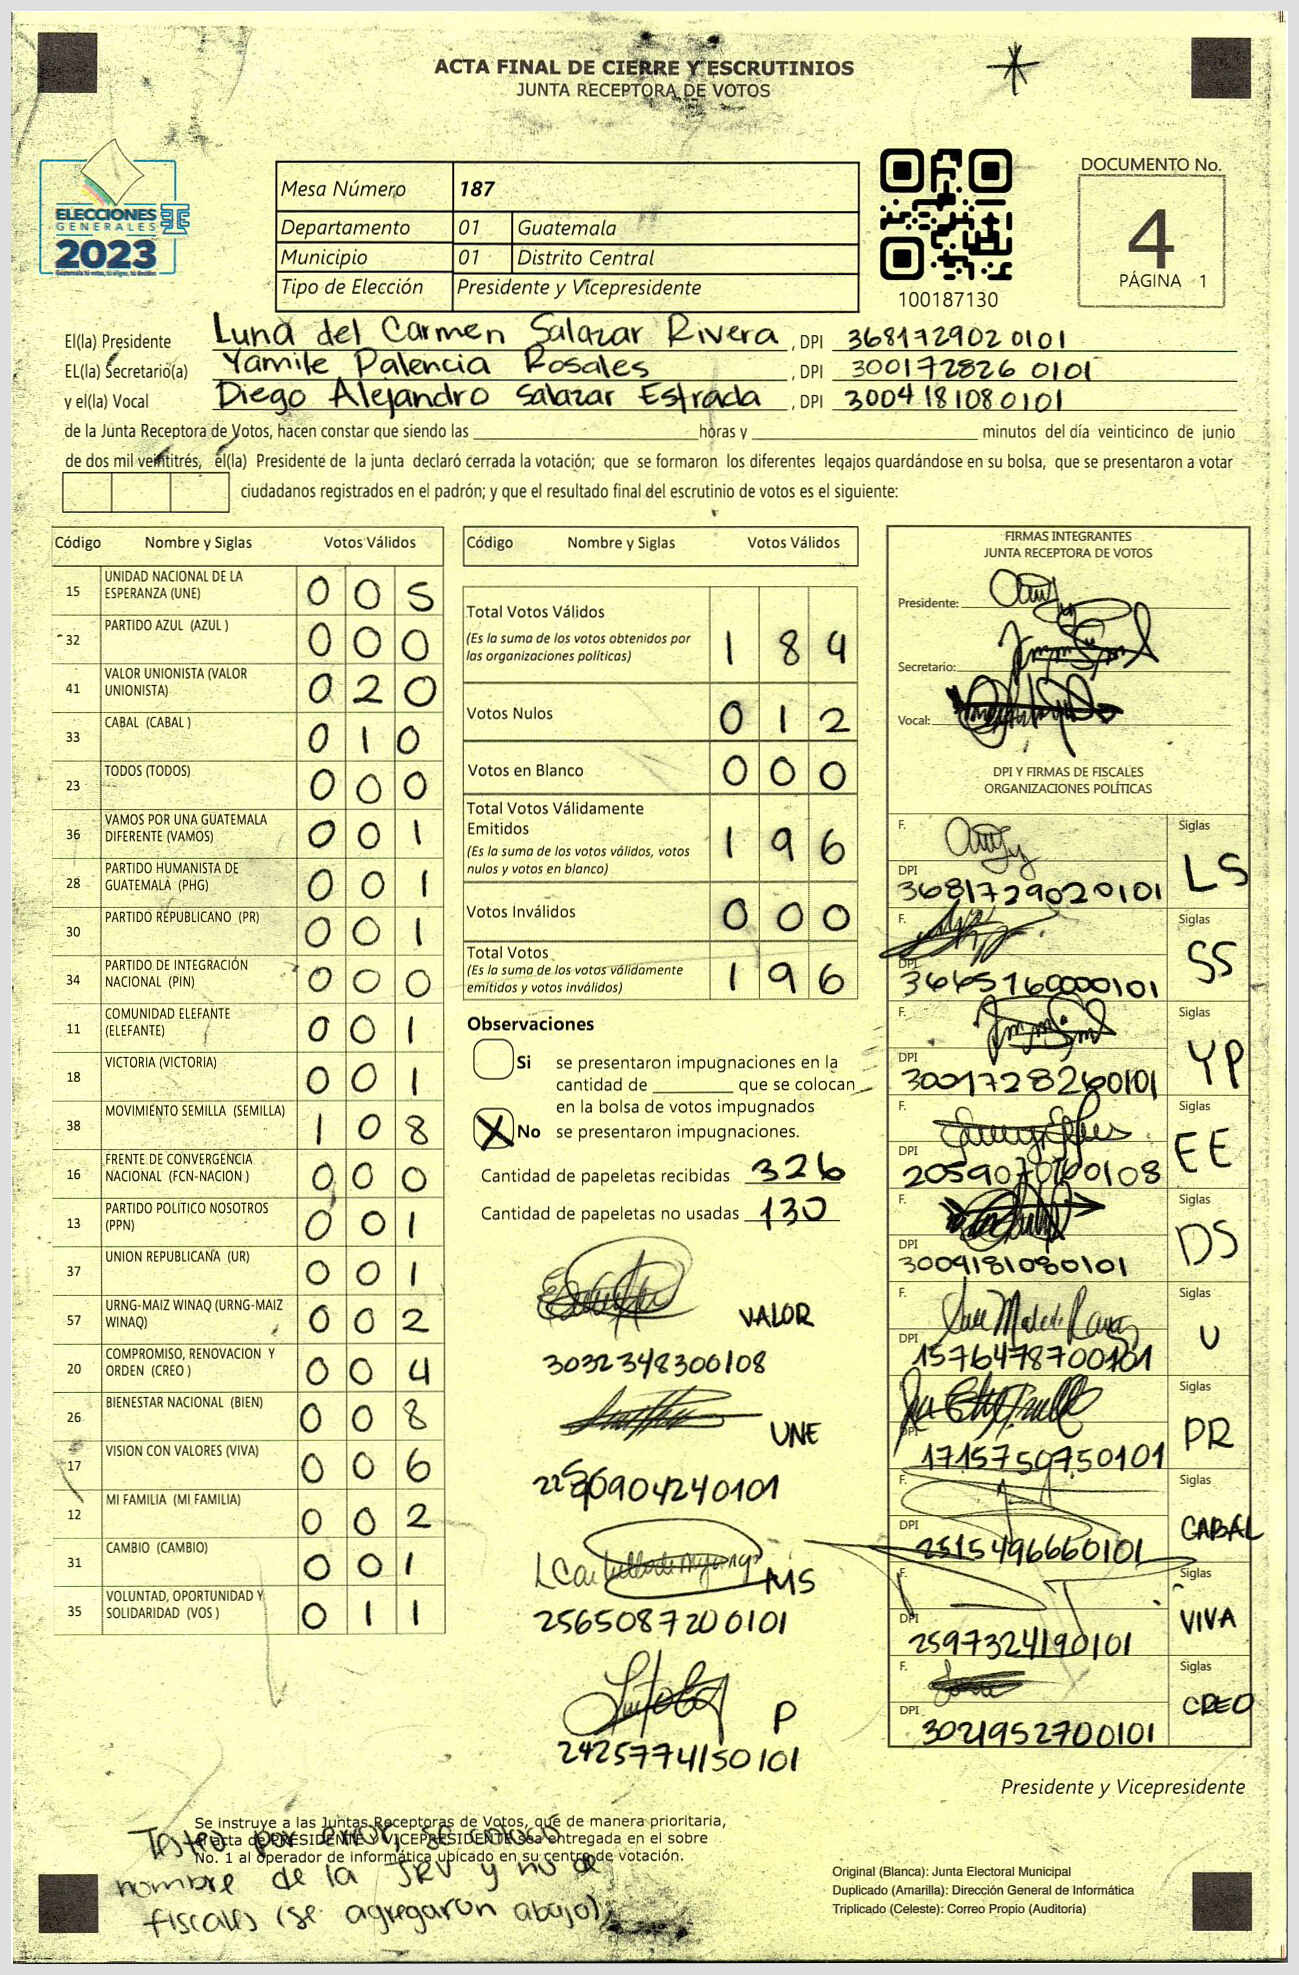 ACTA FINAL DE CIERRE Y ESCRUTINIOS
JUNTA RECEPTORA DE VOTOS
ELECCIONES
GENERALES
2023
Mesa Número 187
Departamento 01 Guatemala
Municipio 01 Distrito Central
Tipo de Elección Presidente y Vicepresidente
100187130
DOCUMENTO No.
4
PÁGINA 1
El(la) Presidente Luna del Carmen Salazar Rivera, DPI 3681729020101
EL(la) Secretario(a) Yamile Palencia Rosales, DPI 3001728260101
y el(la) Vocal Diego Alejandro Salazar Estrada, DPI 3004181080101
de la Junta Receptora de Votos, hacen constar que siendo las ________ horas y ________ minutos del día veinticinco de junio
de dos mil veintitrés, el(la) Presidente de la junta declaró cerrada la votación; que se formaron los diferentes legajos guardándose en su bolsa, que se presentaron a votar
ciudadanos registrados en el padrón; y que el resultado final del escrutinio de votos es el siguiente:
Código Nombre y Siglas Votos Válidos
15 UNIDAD NACIONAL DE LA ESPERANZA (UNE) 0 0 5
32 PARTIDO AZUL (AZUL ) 0 0 0
41 VALOR UNIONISTA (VALOR UNIONISTA) 0 2 0
33 CABAL (CABAL ) 0 1 0
23 TODOS (TODOS) 0 0 0
36 VAMOS POR UNA GUATEMALA DIFERENTE (VAMOS) 0 0 1
28 PARTIDO HUMANISTA DE GUATEMALA (PHG) 0 0 1
30 PARTIDO REPUBLICANO (PR) 0 0 1
34 PARTIDO DE INTEGRACIÓN NACIONAL (PIN) 0 0 0
11 COMUNIDAD ELEFANTE (ELEFANTE) 0 0 1
18 VICTORIA (VICTORIA) 0 0 1
38 MOVIMIENTO SEMILLA (SEMILLA) 1 0 8
16 FRENTE DE CONVERGENCIA NACIONAL (FCN-NACION ) 0 0 0
13 PARTIDO POLITICO NOSOTROS (PPN) 0 0 1
37 UNION REPUBLICANA (UR) 0 0 1
57 URNG-MAIZ WINAQ (URNG-MAIZ WINAQ) 0 0 2
20 COMPROMISO, RENOVACION Y ORDEN (CREO ) 0 0 4
26 BIENESTAR NACIONAL (BIEN) 0 0 8
17 VISION CON VALORES (VIVA) 0 0 6
12 MI FAMILIA (MI FAMILIA) 0 0 2
31 CAMBIO (CAMBIO) 0 0 1
35 VOLUNTAD, OPORTUNIDAD Y SOLIDARIDAD (VOS ) 0 1 1
Código Nombre y Siglas Votos Válidos
Total Votos Válidos 1 8 4
(Es la suma de los votos obtenidos por
las organizaciones políticas)
Votos Nulos 0 1 2
Votos en Blanco 0 0 0
Total Votos Válidamente
Emitidos 1 9 6
(Es la suma de los votos válidos, votos
nulos y votos en blanco)
Votos Inválidos 0 0 0
Total Votos 1 9 6
(Es la suma de los votos válidamente
emitidos y votos inválidos)
Observaciones
Si se presentaron impugnaciones en la
cantidad de ________ que se colocan
en la bolsa de votos impugnados
X No se presentaron impugnaciones.
Cantidad de papeletas recibidas 326
Cantidad de papeletas no usadas 130
VALOR
3032348300108
UNE
MS
2565087200101
P
2425774150101
FIRMAS INTEGRANTES
JUNTA RECEPTORA DE VOTOS
Presidente:
Secretario:
Vocal:
DPI Y FIRMAS DE FISCALES
ORGANIZACIONES POLÍTICAS
F. Siglas LS
DPI 3681729020101
F. Siglas SS
DPI
F. Siglas YP
DPI 3001728260101
F. Siglas EE
DPI
F. Siglas DS
DPI 3004181080101
F. Siglas U
DPI 1576478700101
F. Siglas PR
DPI 1715750750101
F. Siglas CABAL
DPI 2515496660101
F. Siglas VIVA
DPI 2597324190101
F. Siglas CREO
DPI 3021952700101
Presidente y Vicepresidente
Se instruye a las Juntas Receptoras de Votos, que de manera prioritaria,
el acta de PRESIDENTE Y VICEPRESIDENTE sea entregada en el sobre
No. 1 al operador de informática ubicado en su centro de votación.
Testeo por error, se coloco
nombre de la JRV y no de
fiscales (se agregaron abajo)
Original (Blanca): Junta Electoral Municipal
Duplicado (Amarilla): Dirección General de Informática
Triplicado (Celeste): Correo Propio (Auditoría)